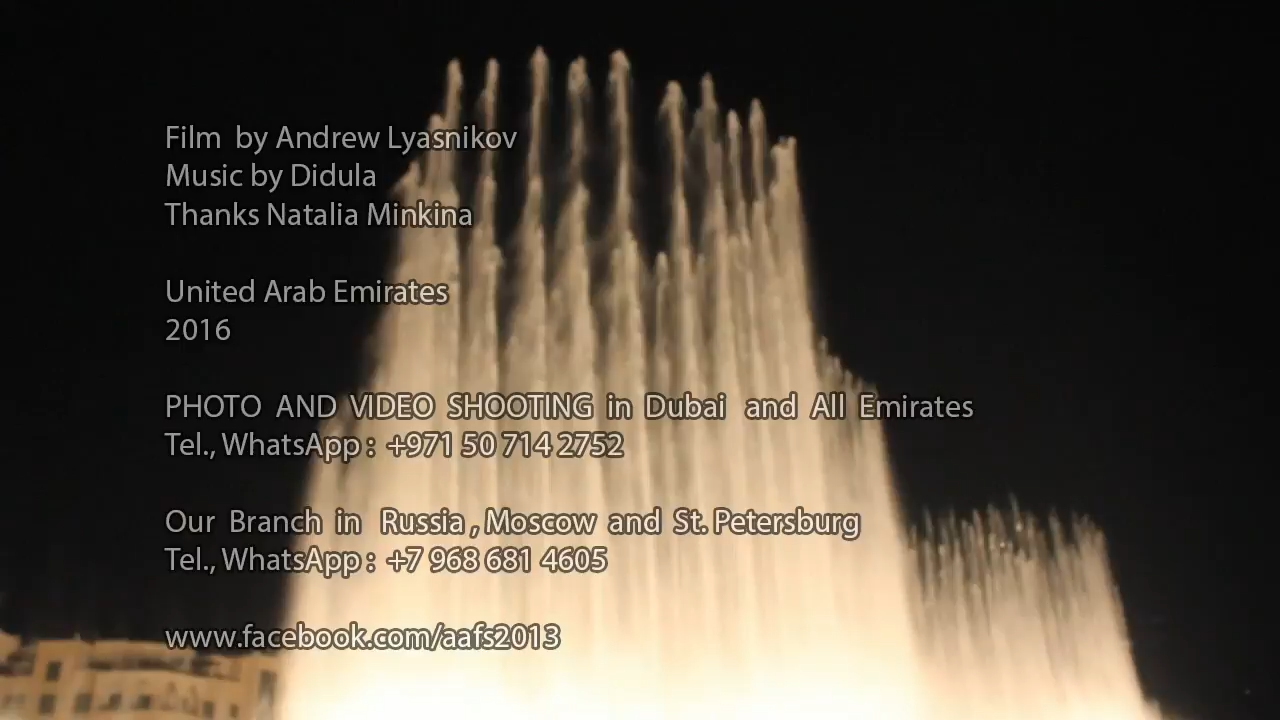 Film by Andrew Lyasnikov
Music by Didula
Thanks Natalia Minkina
United Arab Emirates
2016
PHOTO AND VIDEO SHOOTING in Dubai and All Emirates
Tel., WhatsApp : +971 50 714 2752
Our Branch in Russia , Moscow and St. Petersburg
Tel., WhatsApp : +7 968 681 4605
www.facebook.com/aafs2013